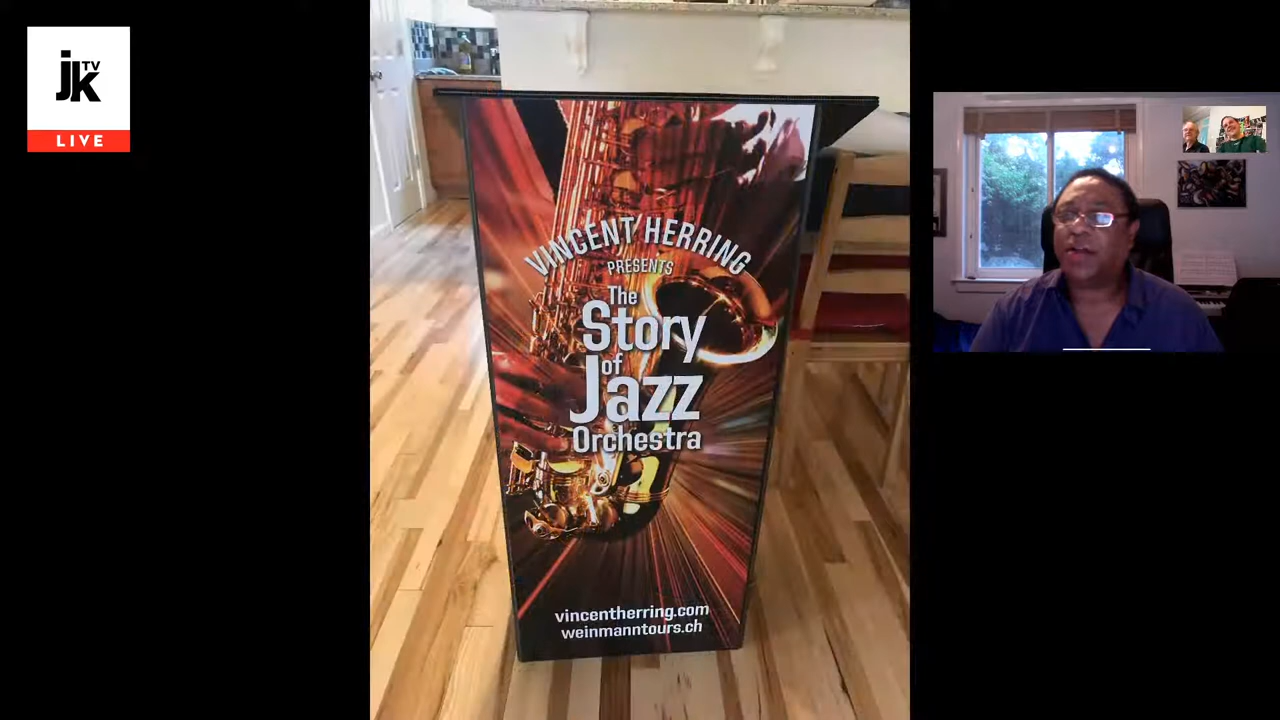 jk TV
LIVE
VINCENT HERRING
PRESENTS
The
Story
of
Jazz
Orchestra
vincentherring.com
weinmanntours.ch